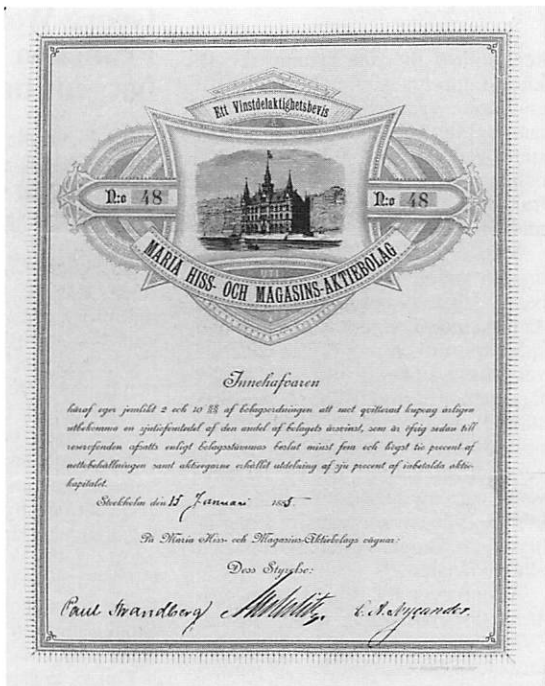 Ett Vinstdelaktighetsbevis
N:o 48 N:o 48
UTI
MARIA HISS- OCH MAGASINS-AKTIEBOLAG
Innehafvaren
häraf eger jemlikt 2 och 10 §§ af bolagsordningen att mot qvitterad kupong årligen
utbekomma en sjutiofemtedel af den andel af bolagets årsvinst, som är öfrig sedan till
reservfonden afsatts enligt bolagsstämmas beslut minst fem och högst tio procent af
nettobehållningen samt aktieegarne erhållit utdelning af sju procent af inbetalda aktie-
kapitalet.
Stockholm den 15 Januari 1885.
På Maria Hiss- och Magasins-Aktiebolags vägnar:
Dess Styrelse:
Paul Strandberg C. A. Nycander.